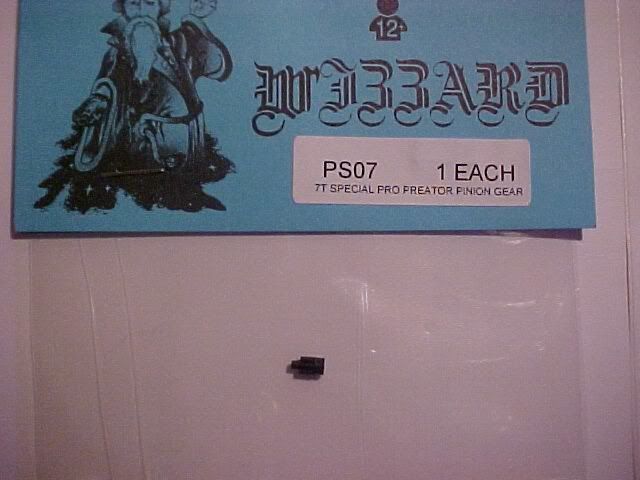 12+
WIZZARD
PS07 1 EACH
7T SPECIAL PRO PREATOR PINION GEAR